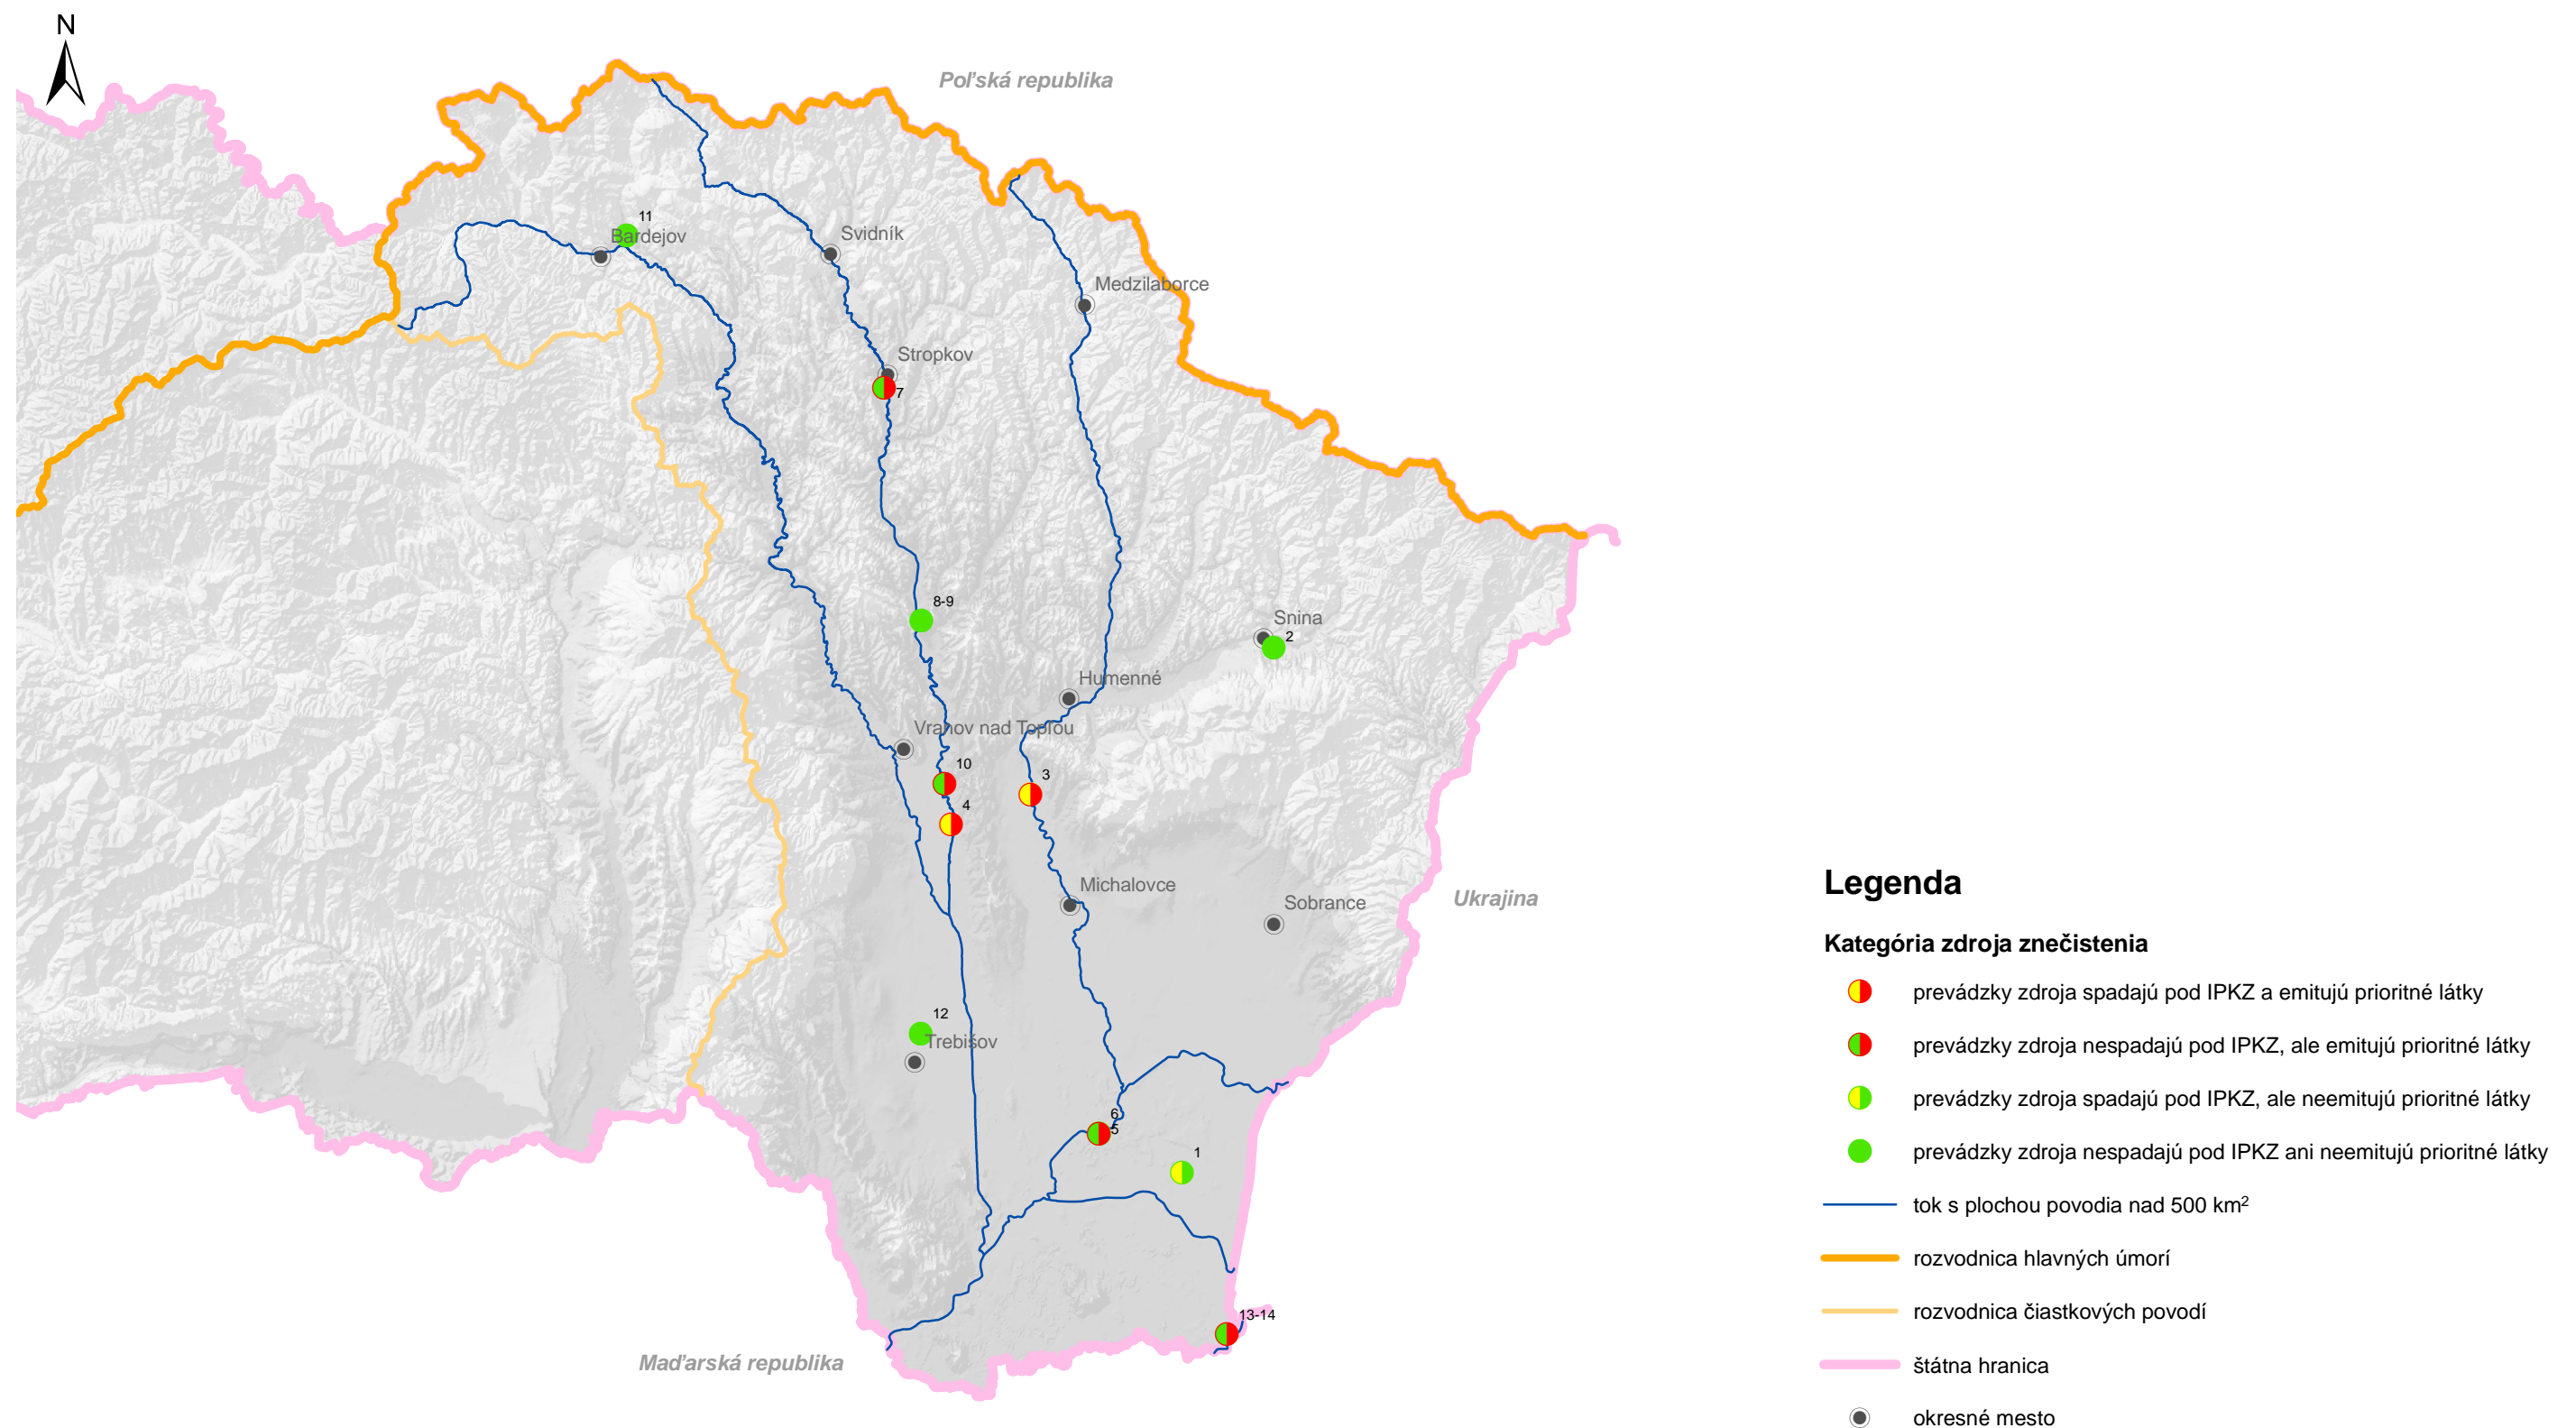 N
Poľská republika
11
Bardejov
Svidník
Medzilaborce
Stropkov
7
8-9
Snina
2
Humenné
Vranov nad Topľou
10
3
4
Michalovce
Sobrance
Ukrajina
12
Trebišov
6
5
1
13-14
Maďarská republika
Legenda
Kategória zdroja znečistenia
prevádzky zdroja spadajú pod IPKZ a emitujú prioritné látky
prevádzky zdroja nespadajú pod IPKZ, ale emitujú prioritné látky
prevádzky zdroja spadajú pod IPKZ, ale neemitujú prioritné látky
prevádzky zdroja nespadajú pod IPKZ ani neemitujú prioritné látky
tok s plochou povodia nad 500 km²
rozvodnica hlavných úmorí
rozvodnica čiastkových povodí
štátna hranica
okresné mesto